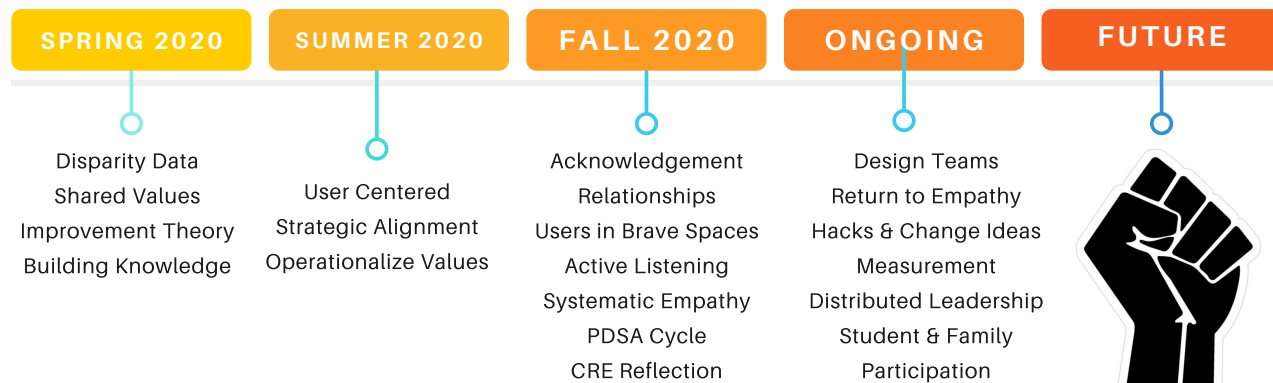 SPRING 2020
SUMMER 2020
FALL 2020
ONGOING
FUTURE
Disparity Data
Shared Values
Improvement Theory
Building Knowledge
User Centered
Strategic Alignment
Operationalize Values
Acknowledgement
Relationships
Users in Brave Spaces
Active Listening
Systematic Empathy
PDSA Cycle
CRE Reflection
Design Teams
Return to Empathy
Hacks & Change Ideas
Measurement
Distributed Leadership
Student & Family
Participation